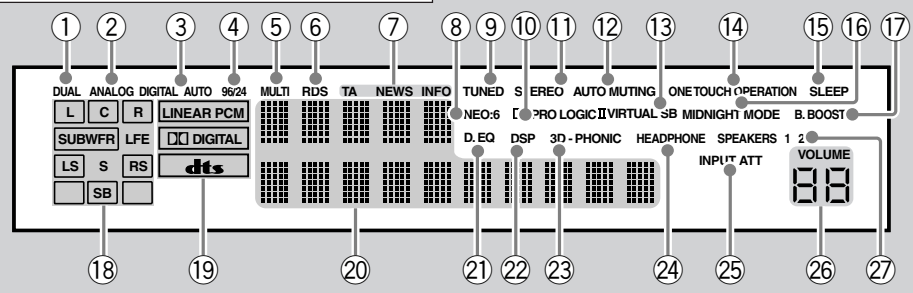 1 2 3 4 5 6 7 8 9 10 11 12 13 14 15 16 17
DUAL ANALOG DIGITAL AUTO 96/24 MULTI RDS TA NEWS INFO TUNED STEREO AUTO MUTING ONE TOUCH OPERATION SLEEP
L C R LINEAR PCM NEO:6 PRO LOGIC II VIRTUAL SB MIDNIGHT MODE B. BOOST
SUBWFR LFE DIGITAL D. EQ DSP 3D - PHONIC HEADPHONE SPEAKERS 1 2
LS S RS dts INPUT ATT VOLUME
SB 88
18 19 20 21 22 23 24 25 26 27